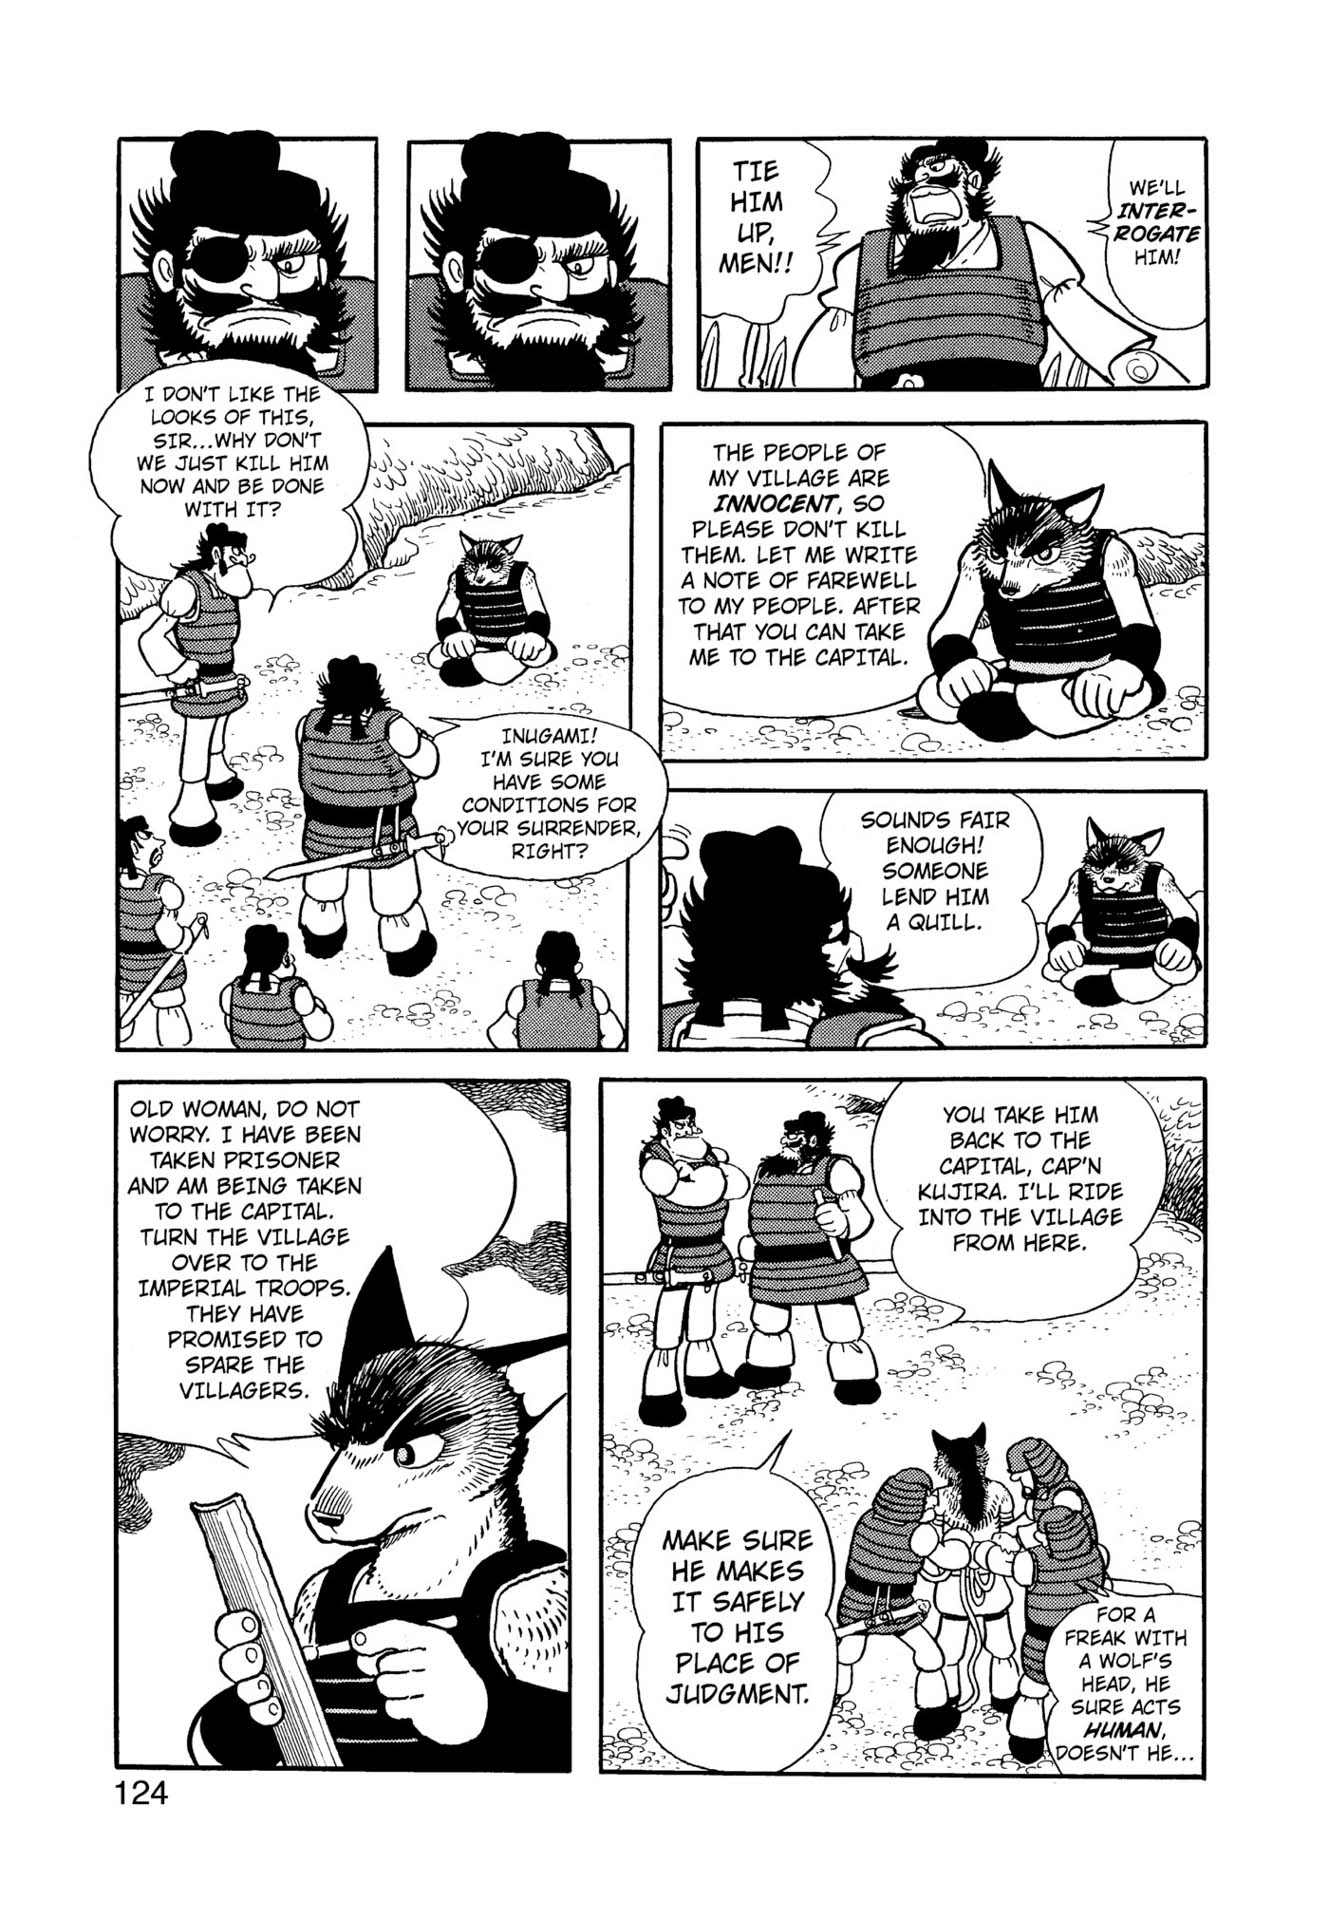 TIE
HIM
UP,
MEN!!
WE'LL
INTER-
ROGATE
HIM!
I DON'T LIKE THE
LOOKS OF THIS,
SIR...WHY DON'T
WE JUST KILL HIM
NOW AND BE DONE
WITH IT?
INUGAMI!
I'M SURE YOU
HAVE SOME
CONDITIONS FOR
YOUR SURRENDER,
RIGHT?
THE PEOPLE OF
MY VILLAGE ARE
INNOCENT, SO
PLEASE DON'T KILL
THEM. LET ME WRITE
A NOTE OF FAREWELL
TO MY PEOPLE. AFTER
THAT YOU CAN TAKE
ME TO THE CAPITAL.
SOUNDS FAIR
ENOUGH!
SOMEONE
LEND HIM
A QUILL.
OLD WOMAN, DO NOT
WORRY. I HAVE BEEN
TAKEN PRISONER
AND AM BEING TAKEN
TO THE CAPITAL.
TURN THE VILLAGE
OVER TO THE
IMPERIAL TROOPS.
THEY HAVE
PROMISED TO
SPARE THE
VILLAGERS.
YOU TAKE HIM
BACK TO THE
CAPITAL, CAP'N
KUJIRA. I'LL RIDE
INTO THE VILLAGE
FROM HERE.
MAKE SURE
HE MAKES
IT SAFELY
TO HIS
PLACE OF
JUDGMENT.
FOR A
FREAK WITH
A WOLF'S
HEAD, HE
SURE ACTS
HUMAN,
DOESN'T HE...
124